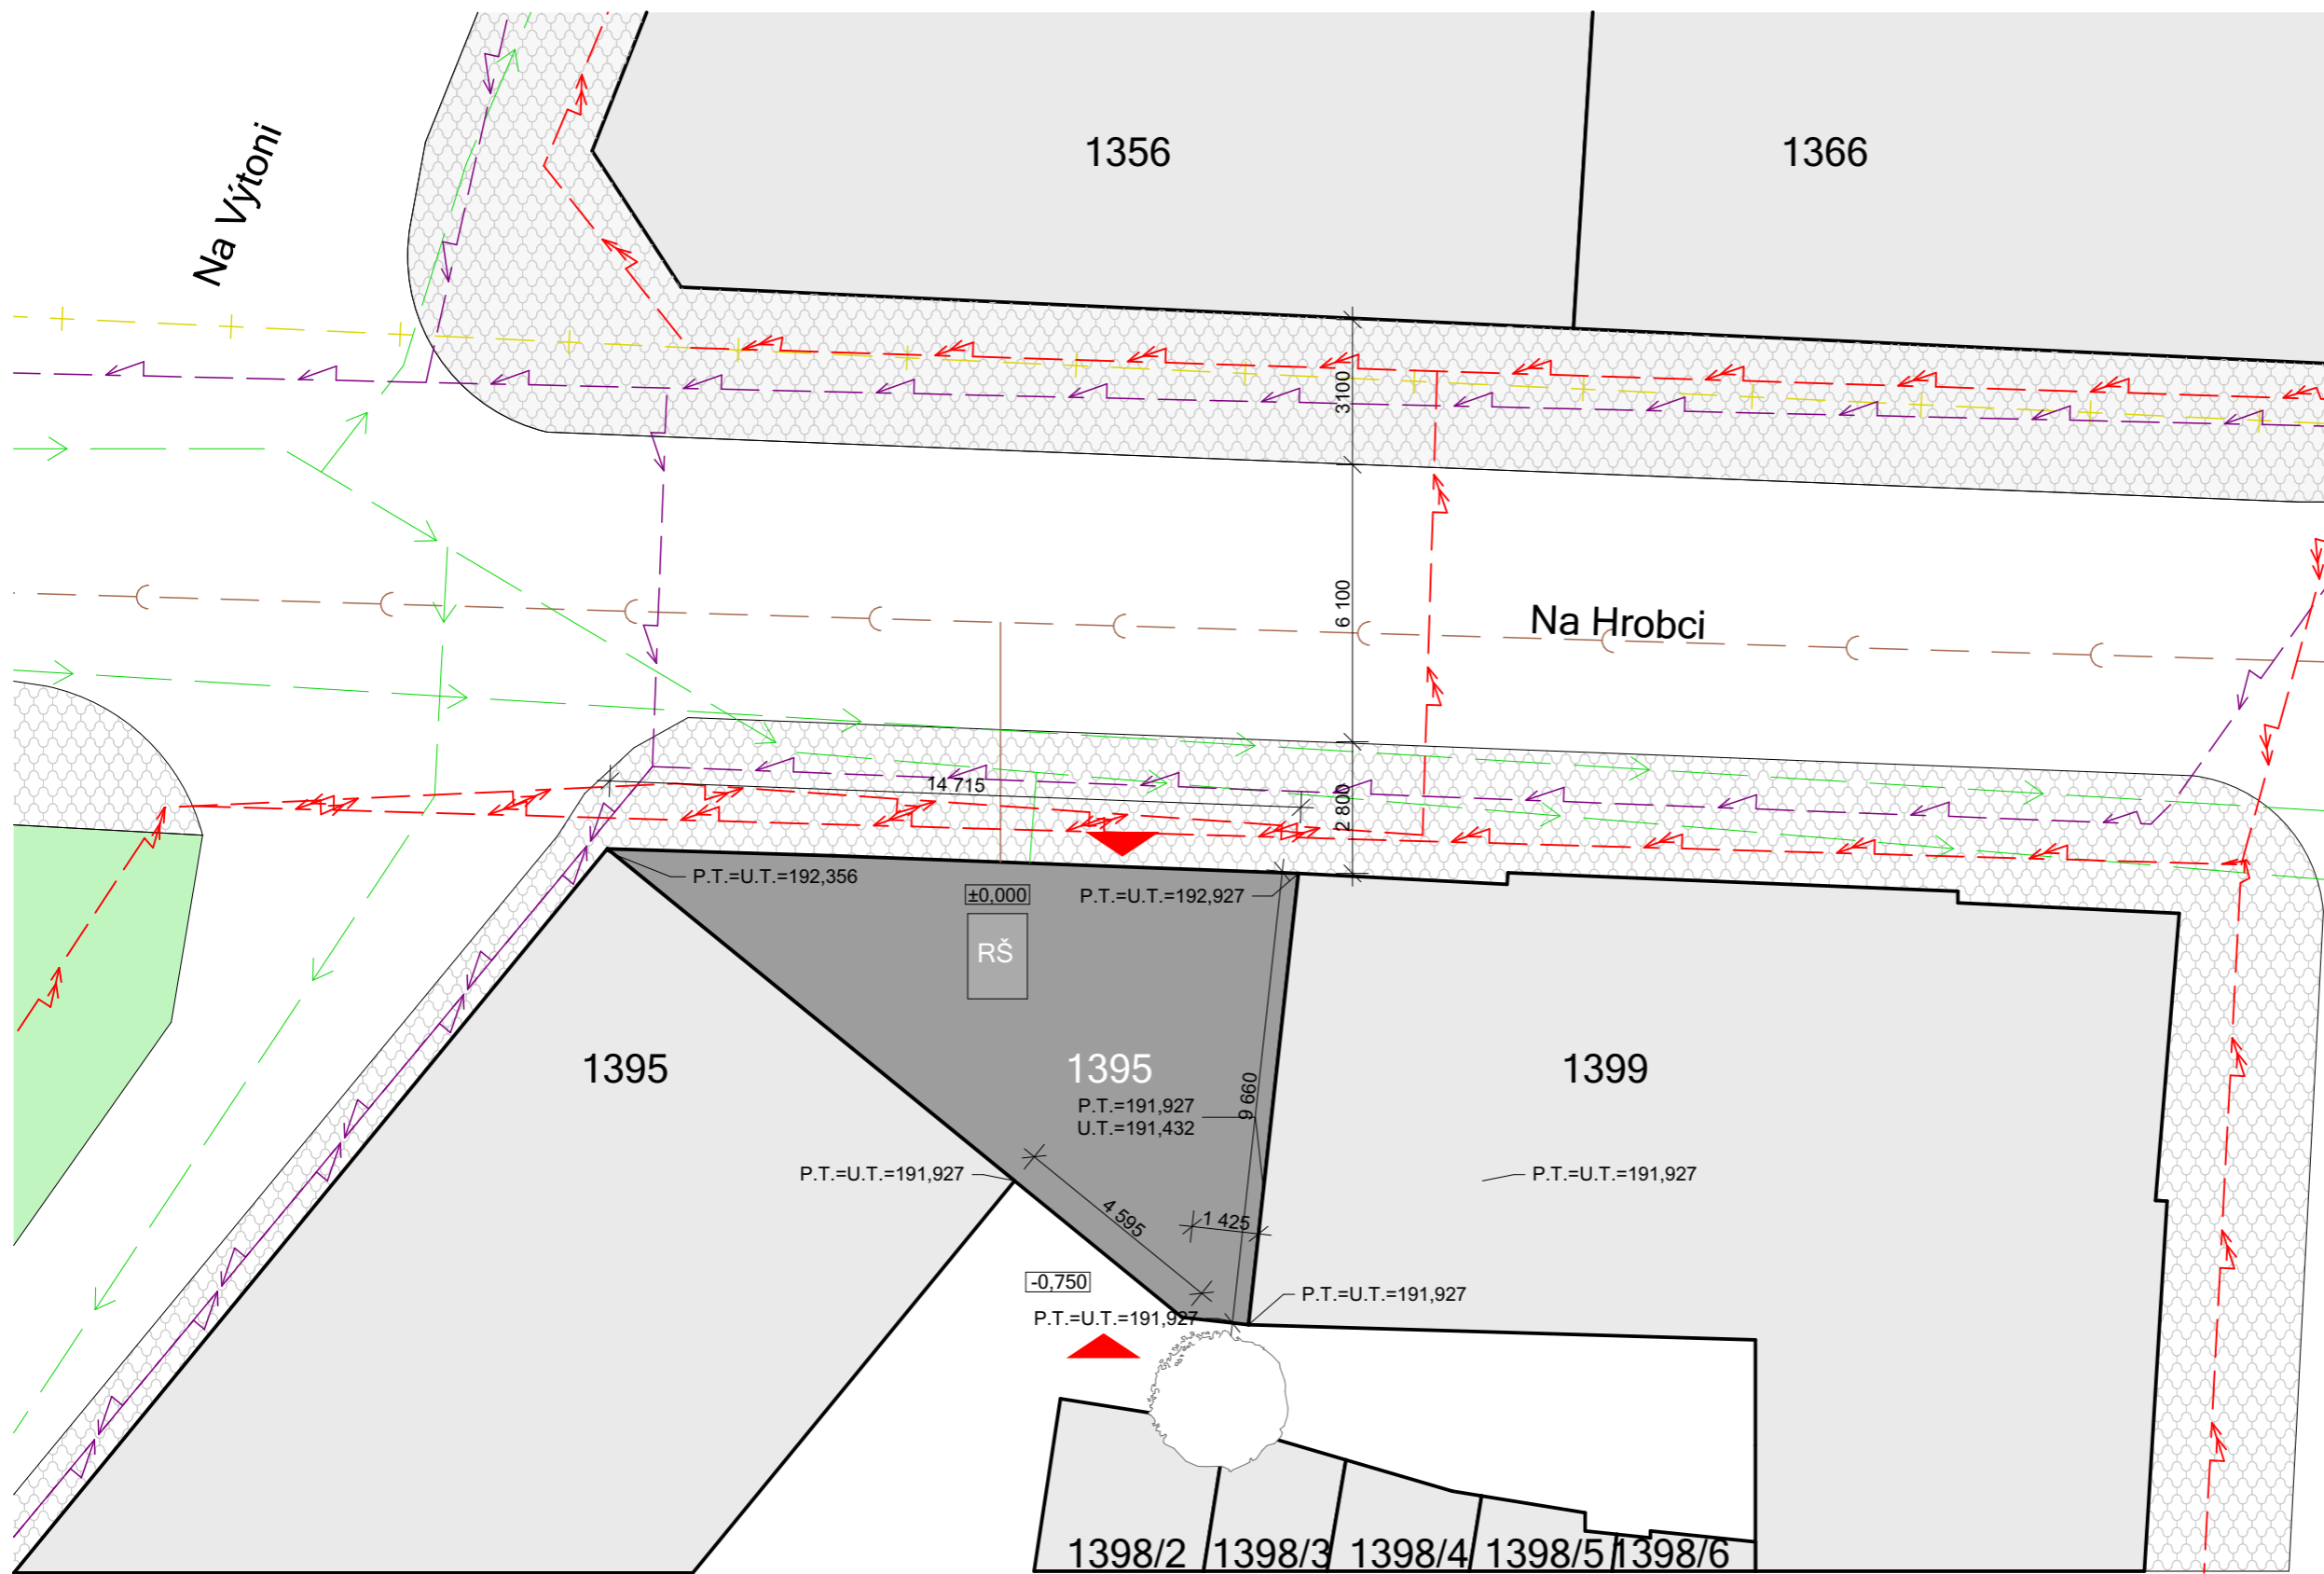 1356
1366
Na Výtoni
3100
6 100
Na Hrobci
14 715
2 800
P.T.=U.T.=192,356
±0,000
P.T.=U.T.=192,927
RŠ
1395
1395
1399
9 660
P.T.=191,927
U.T.=191,432
P.T.=U.T.=191,927
P.T.=U.T.=191,927
4 595
1 425
-0,750
P.T.=U.T.=191,927
P.T.=U.T.=191,927
1398/2
1398/3
1398/4
1398/5
1398/6